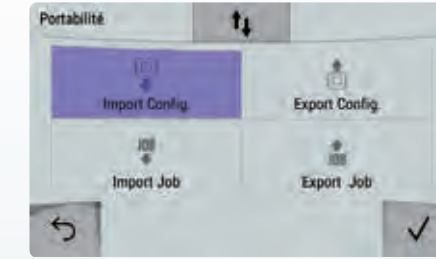 Portabilité
Import Config.
Export Config.
JOB
JOB
Import Job
Export Job